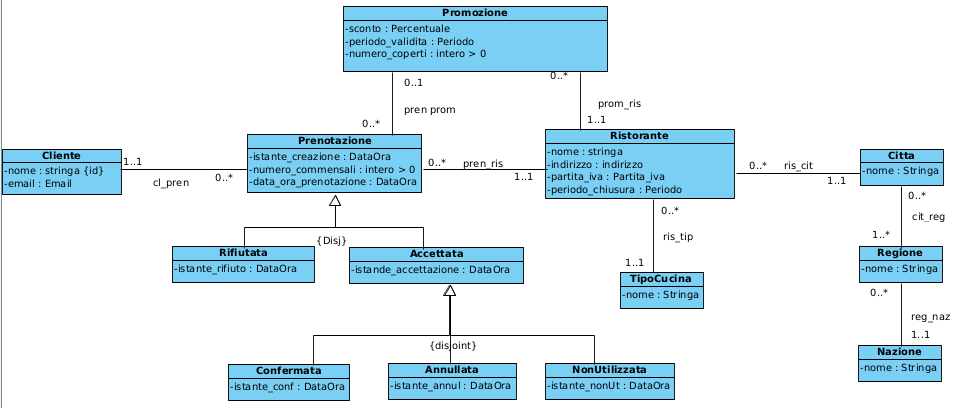 Promozione
-sconto : Percentuale
-periodo_validita : Periodo
-numero_coperti : intero > 0
0..1
0..*
pren prom
prom_ris
0..*
1..1
Prenotazione
-istante_creazione : DataOra
-numero_commensali : intero > 0
-data_ora_prenotazione : DataOra
Ristorante
-nome : stringa
-indirizzo : indirizzo
-partita_iva : Partita_iva
-periodo_chiusura : Periodo
Cliente
-nome : stringa {id}
-email : Email
1..1
cl_pren
0..*
0..*
pren_ris
1..1
0..*
ris_cit
1..1
Citta
-nome : Stringa
0..*
cit_reg
1..*
{Disj}
0..*
ris_tip
1..1
Rifiutata
-istante_rifiuto : DataOra
Accettata
-istande_accettazione : DataOra
Regione
-nome : Stringa
TipoCucina
-nome : Stringa
0..*
reg_naz
1..1
{disjoint}
Nazione
-nome : Stringa
Confermata
-istante_conf : DataOra
Annullata
-istante_annul : DataOra
NonUtilizzata
-istante_nonUt : DataOra